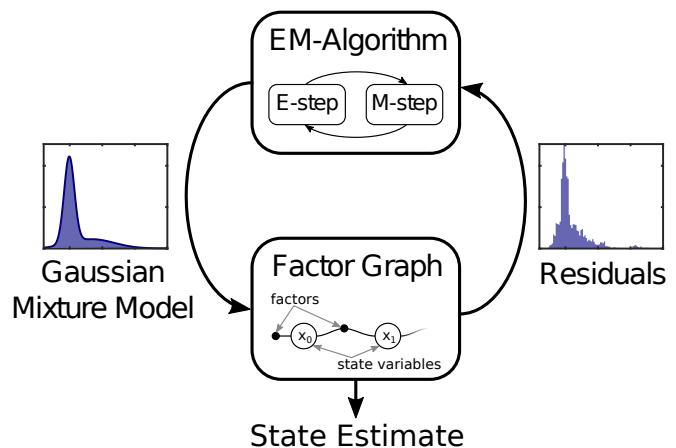 EM-Algorithm
E-step
M-step
Gaussian
Mixture Model
Residuals
Factor Graph
factors
x0
x1
state variables
State Estimate